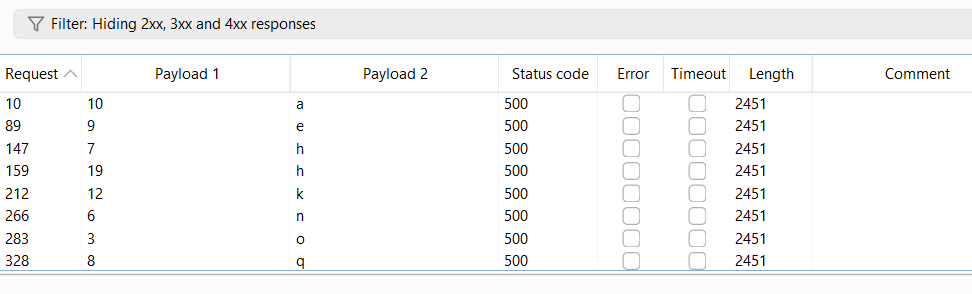 Filter: Hiding 2xx, 3xx and 4xx responses
Request Payload 1 Payload 2 Status code Error Timeout Length Comment
10 10 a 500 2451
89 9 e 500 2451
147 7 h 500 2451
159 19 h 500 2451
212 12 k 500 2451
266 6 n 500 2451
283 3 o 500 2451
328 8 q 500 2451